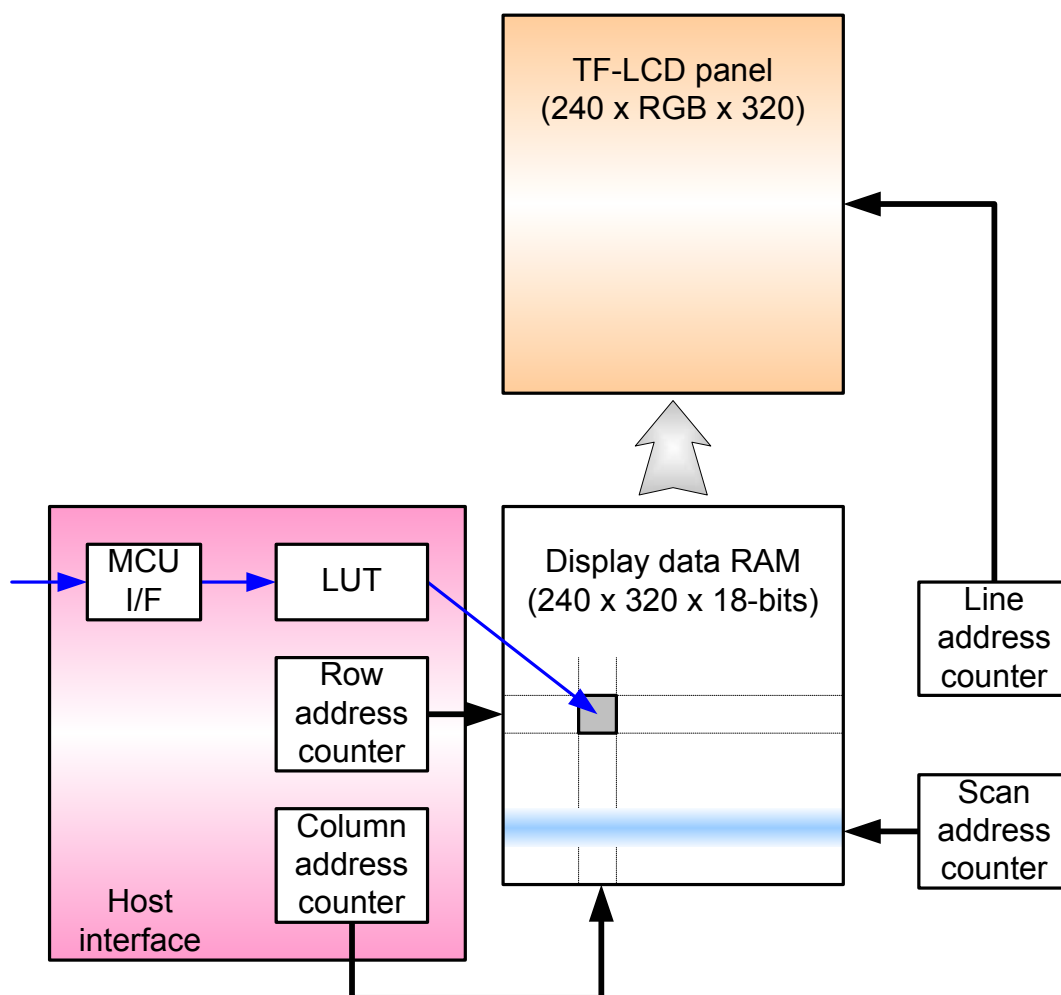 TF-LCD panel
(240 x RGB x 320)
MCU
I/F
LUT
Display data RAM
(240 x 320 x 18-bits)
Line
address
counter
Row
address
counter
Scan
address
counter
Column
address
counter
Host
interface